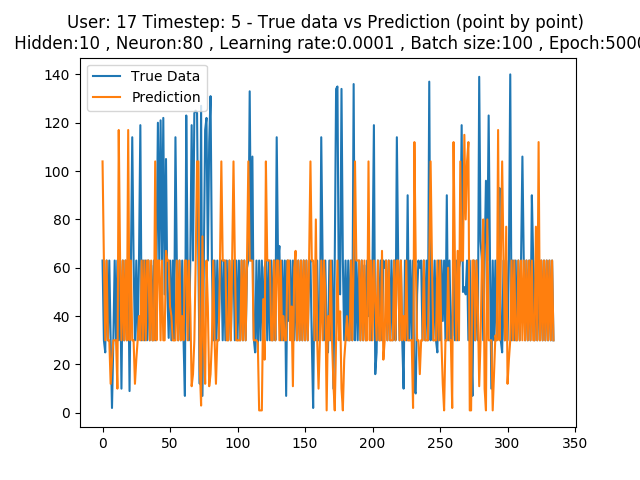 User: 17 Timestep: 5 - True data vs Prediction (point by point)
Hidden:10 , Neuron:80 , Learning rate:0.0001 , Batch size:100 , Epoch:5000
True Data
Prediction
140
120
100
80
60
40
20
0
0 50 100 150 200 250 300 350